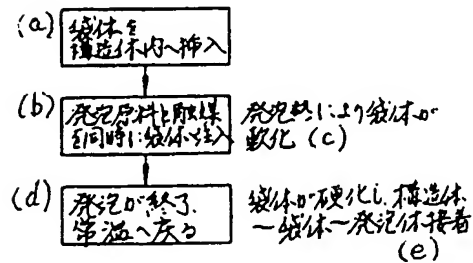 (a)
袋体を
構造体内へ挿入
(b)
発泡原料と触媒
を同時に袋体へ注入
発泡熱により袋体が
軟化 (c)
(d)
発泡が終了、
常温へ戻る
袋体が硬化し、構造体
ー袋体ー発泡体接着
(e)